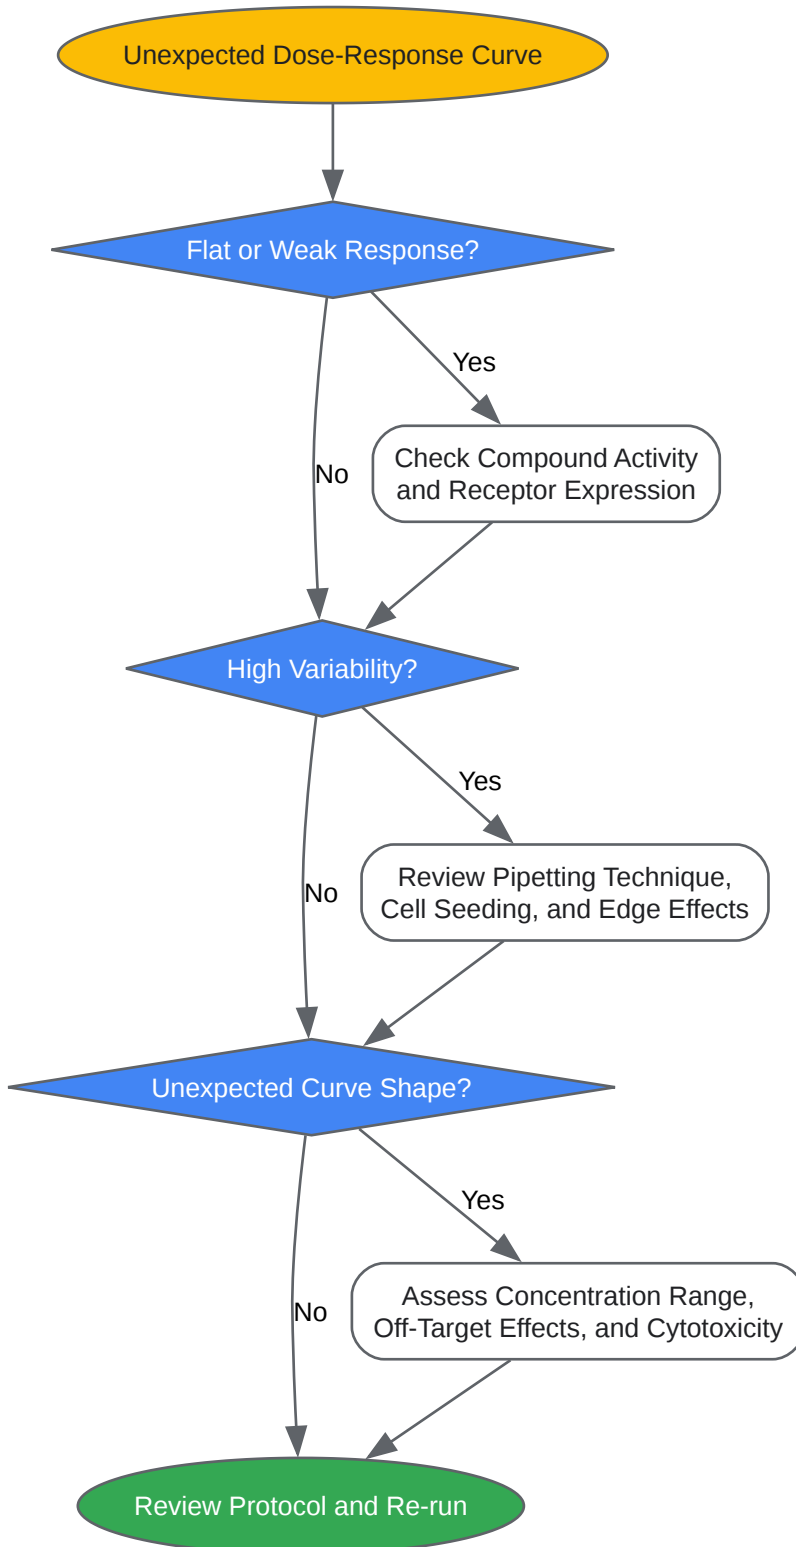 Unexpected Dose-Response Curve
Flat or Weak Response?
Yes
Check Compound Activity
and Receptor Expression
No
High Variability?
Yes
Review Pipetting Technique,
Cell Seeding, and Edge Effects
No
Unexpected Curve Shape?
Yes
Assess Concentration Range,
Off-Target Effects, and Cytotoxicity
No
Review Protocol and Re-run